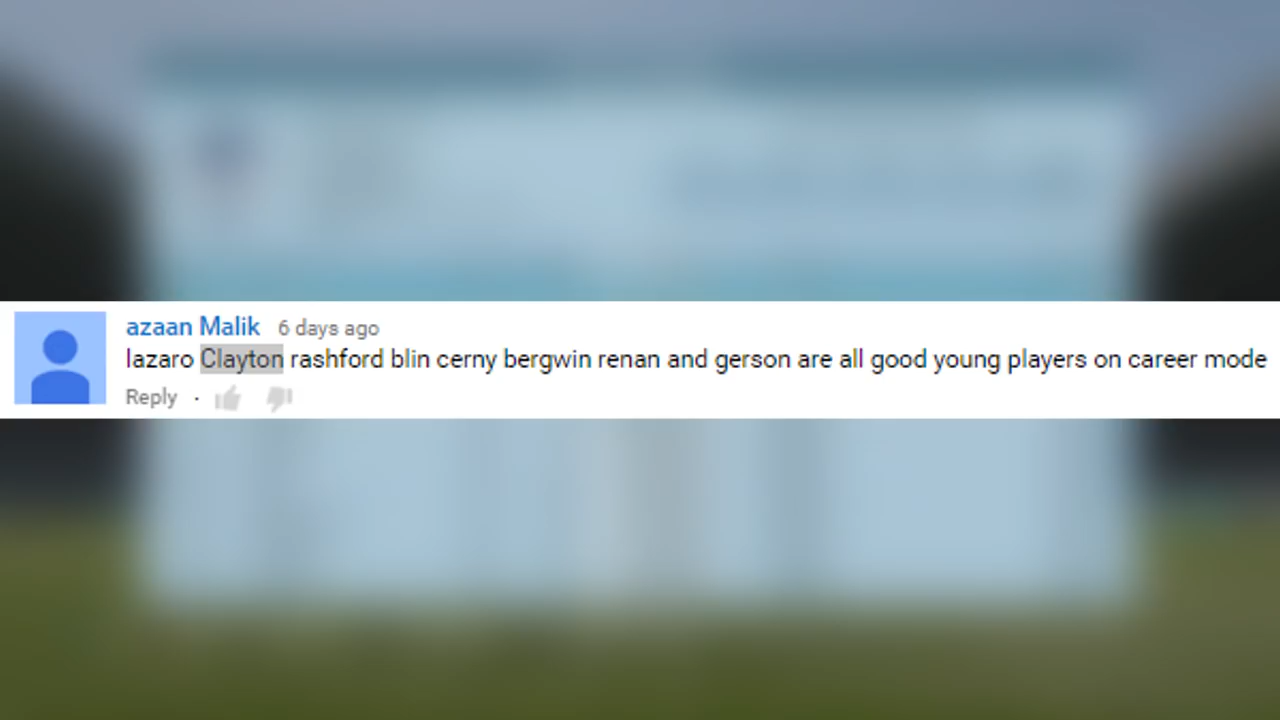 azaan Malik 6 days ago
lazaro Clayton rashford blin cerny bergwin renan and gerson are all good young players on career mode
Reply ·